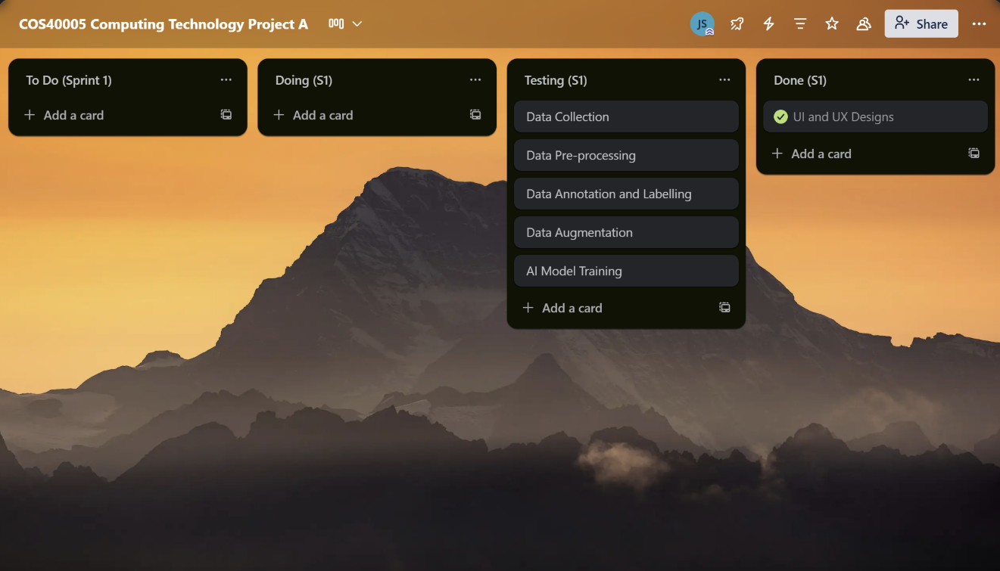 COS40005 Computing Technology Project A
JS
Share
To Do (Sprint 1)
Add a card
Doing (S1)
Add a card
Testing (S1)
Data Collection
Data Pre-processing
Data Annotation and Labelling
Data Augmentation
AI Model Training
Add a card
Done (S1)
UI and UX Designs
Add a card